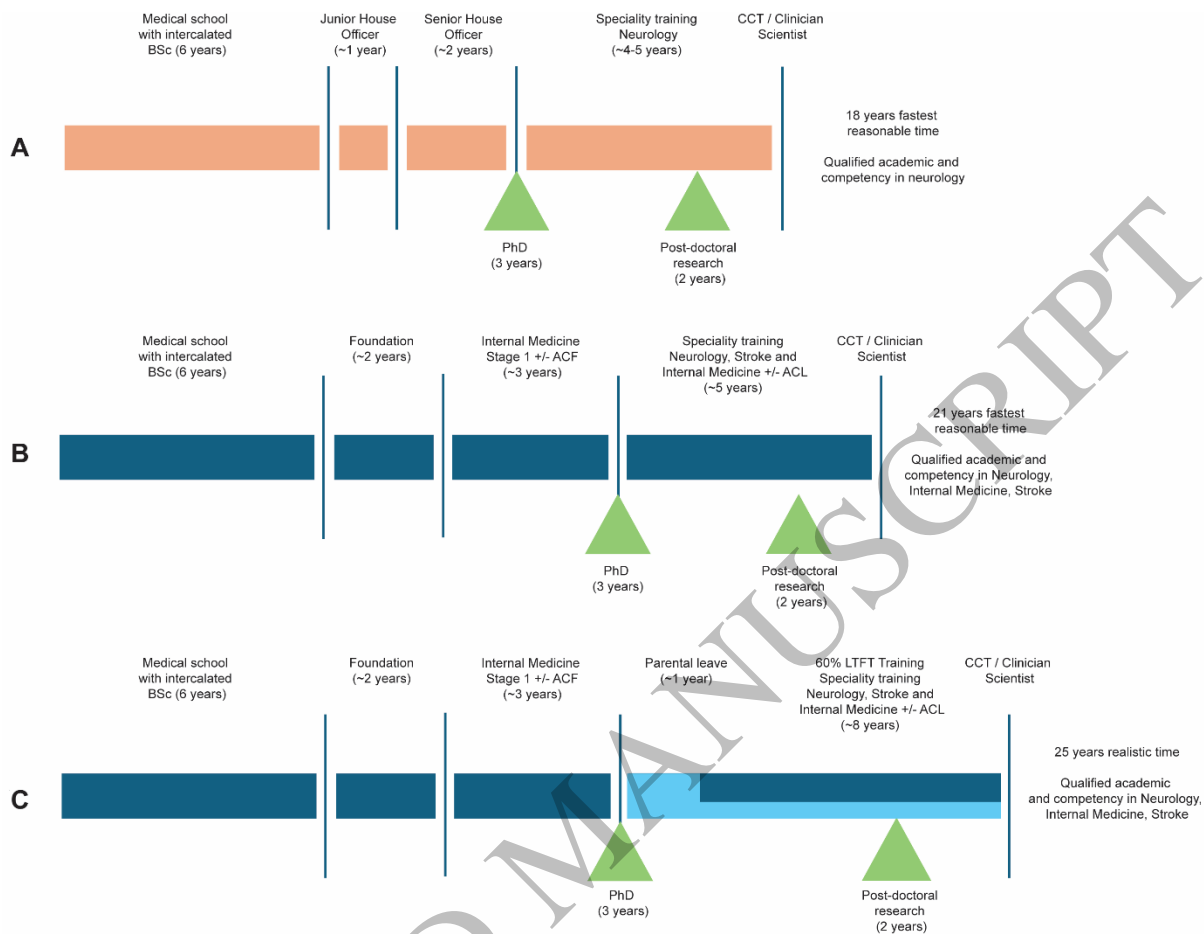 Medical school
with intercalated
BSc (6 years)
Junior House
Officer
(~1 year)
Senior House
Officer
(~2 years)
Speciality training
Neurology
(~4-5 years)
CCT / Clinician
Scientist
A
18 years fastest
reasonable time
Qualified academic and
competency in neurology
PhD
(3 years)
Post-doctoral
research
(2 years)
Medical school
with intercalated
BSc (6 years)
Foundation
(~2 years)
Internal Medicine
Stage 1 +/- ACF
(~3 years)
Speciality training
Neurology, Stroke and
Internal Medicine +/- ACL
(~5 years)
CCT / Clinician
Scientist
B
21 years fastest
reasonable time
Qualified academic and
competency in Neurology,
Internal Medicine, Stroke
PhD
(3 years)
Post-doctoral
research
(2 years)
Medical school
with intercalated
BSc (6 years)
Foundation
(~2 years)
Internal Medicine
Stage 1 +/- ACF
(~3 years)
Parental leave
(~1 year)
60% LTFT Training
Speciality training
Neurology, Stroke and
Internal Medicine +/- ACL
(~8 years)
CCT / Clinician
Scientist
C
25 years realistic time
Qualified academic
and competency in Neurology,
Internal Medicine, Stroke
PhD
(3 years)
Post-doctoral
research
(2 years)
MANUSCRIPT